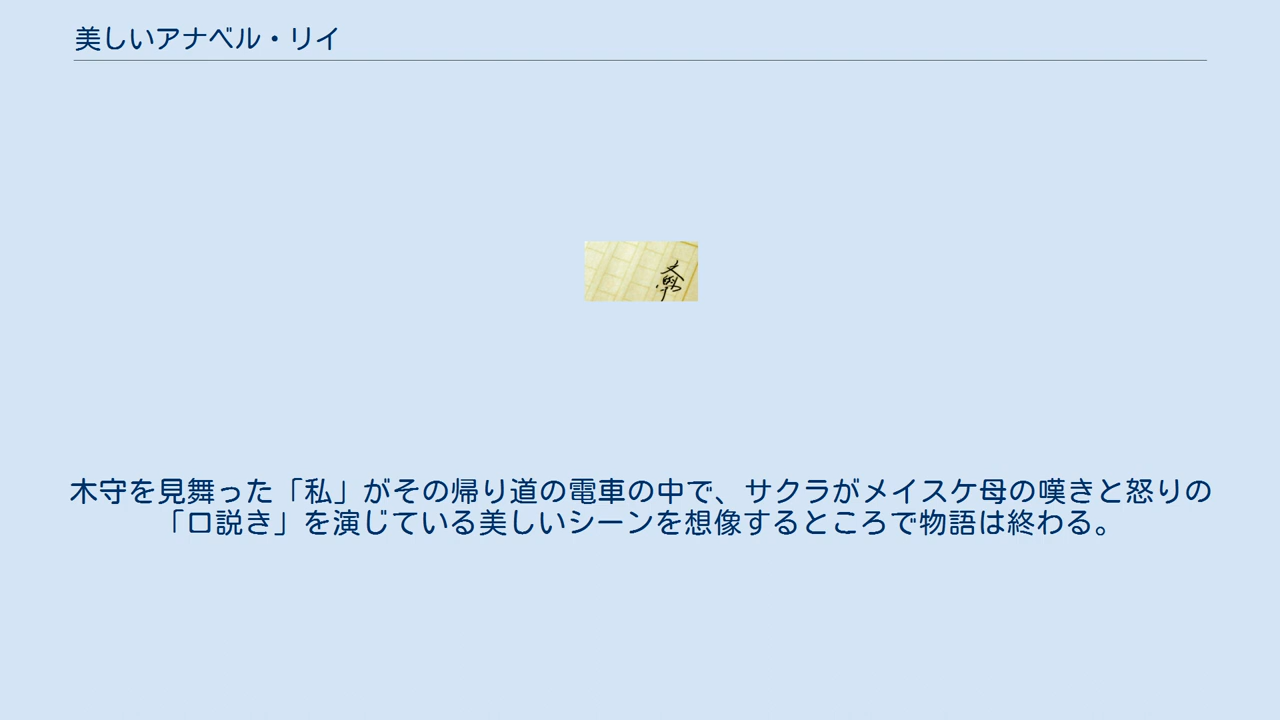 美しいアナベル・リイ
木守を見舞った「私」がその帰り道の電車の中で、サクラがメイスケ母の嘆きと怒りの
「口説き」を演じている美しいシーンを想像するところで物語は終わる。